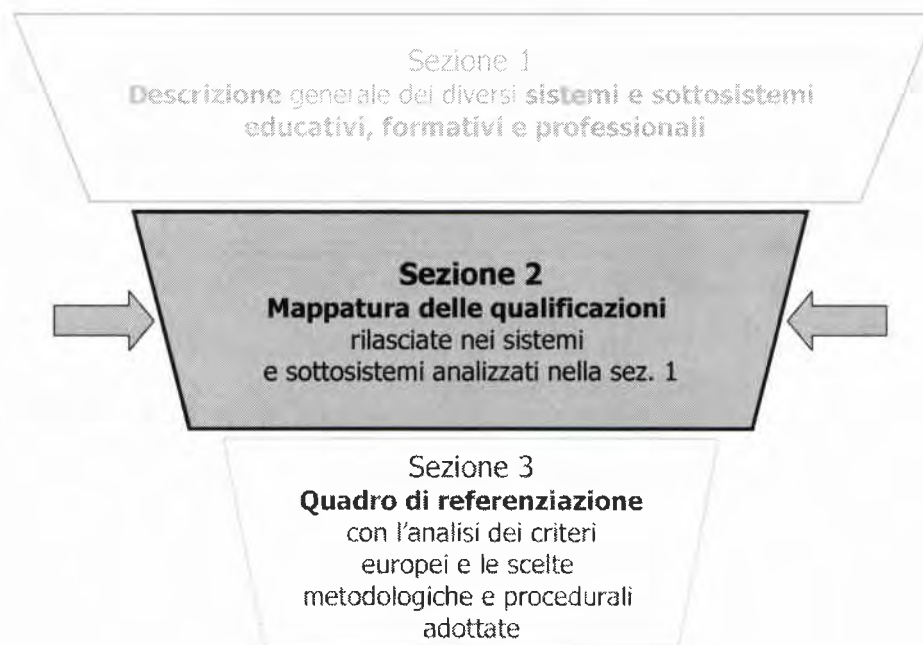 Sezione 1
Descrizione generale dei diversi sistemi e sottosistemi
educativi, formativi e professionali
Sezione 2
Mappatura delle qualificazioni
rilasciate nei sistemi
e sottosistemi analizzati nella sez. 1
Sezione 3
Quadro di referenziazione
con l'analisi dei criteri
europei e le scelte
metodologiche e procedurali
adottate